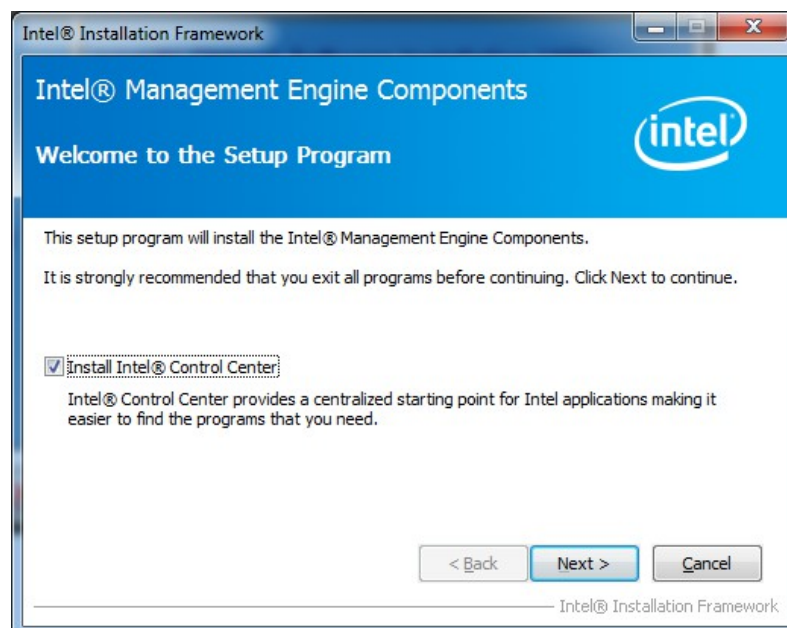 Intel® Installation Framework
Intel® Management Engine Components
intel
Welcome to the Setup Program
This setup program will install the Intel® Management Engine Components.
It is strongly recommended that you exit all programs before continuing. Click Next to continue.
Install Intel® Control Center
Intel® Control Center provides a centralized starting point for Intel applications making it
easier to find the programs that you need.
< Back Next > Cancel
Intel® Installation Framework